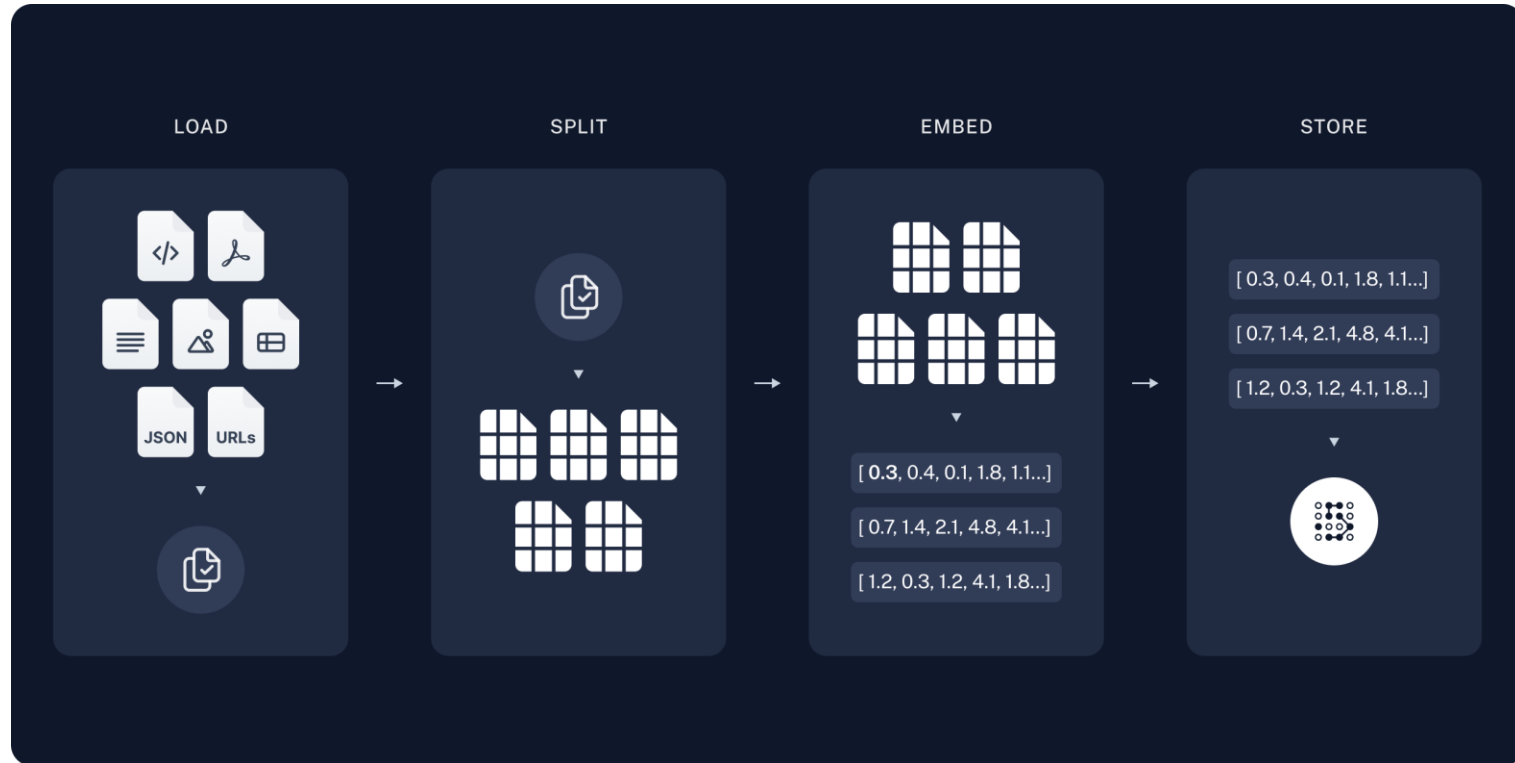 LOAD
SPLIT
EMBED
STORE
</>
JSON
URLs
[ 0.3, 0.4, 0.1, 1.8, 1.1...]
[ 0.7, 1.4, 2.1, 4.8, 4.1...]
[ 1.2, 0.3, 1.2, 4.1, 1.8...]
[ 0.3, 0.4, 0.1, 1.8, 1.1...]
[ 0.7, 1.4, 2.1, 4.8, 4.1...]
[ 1.2, 0.3, 1.2, 4.1, 1.8...]